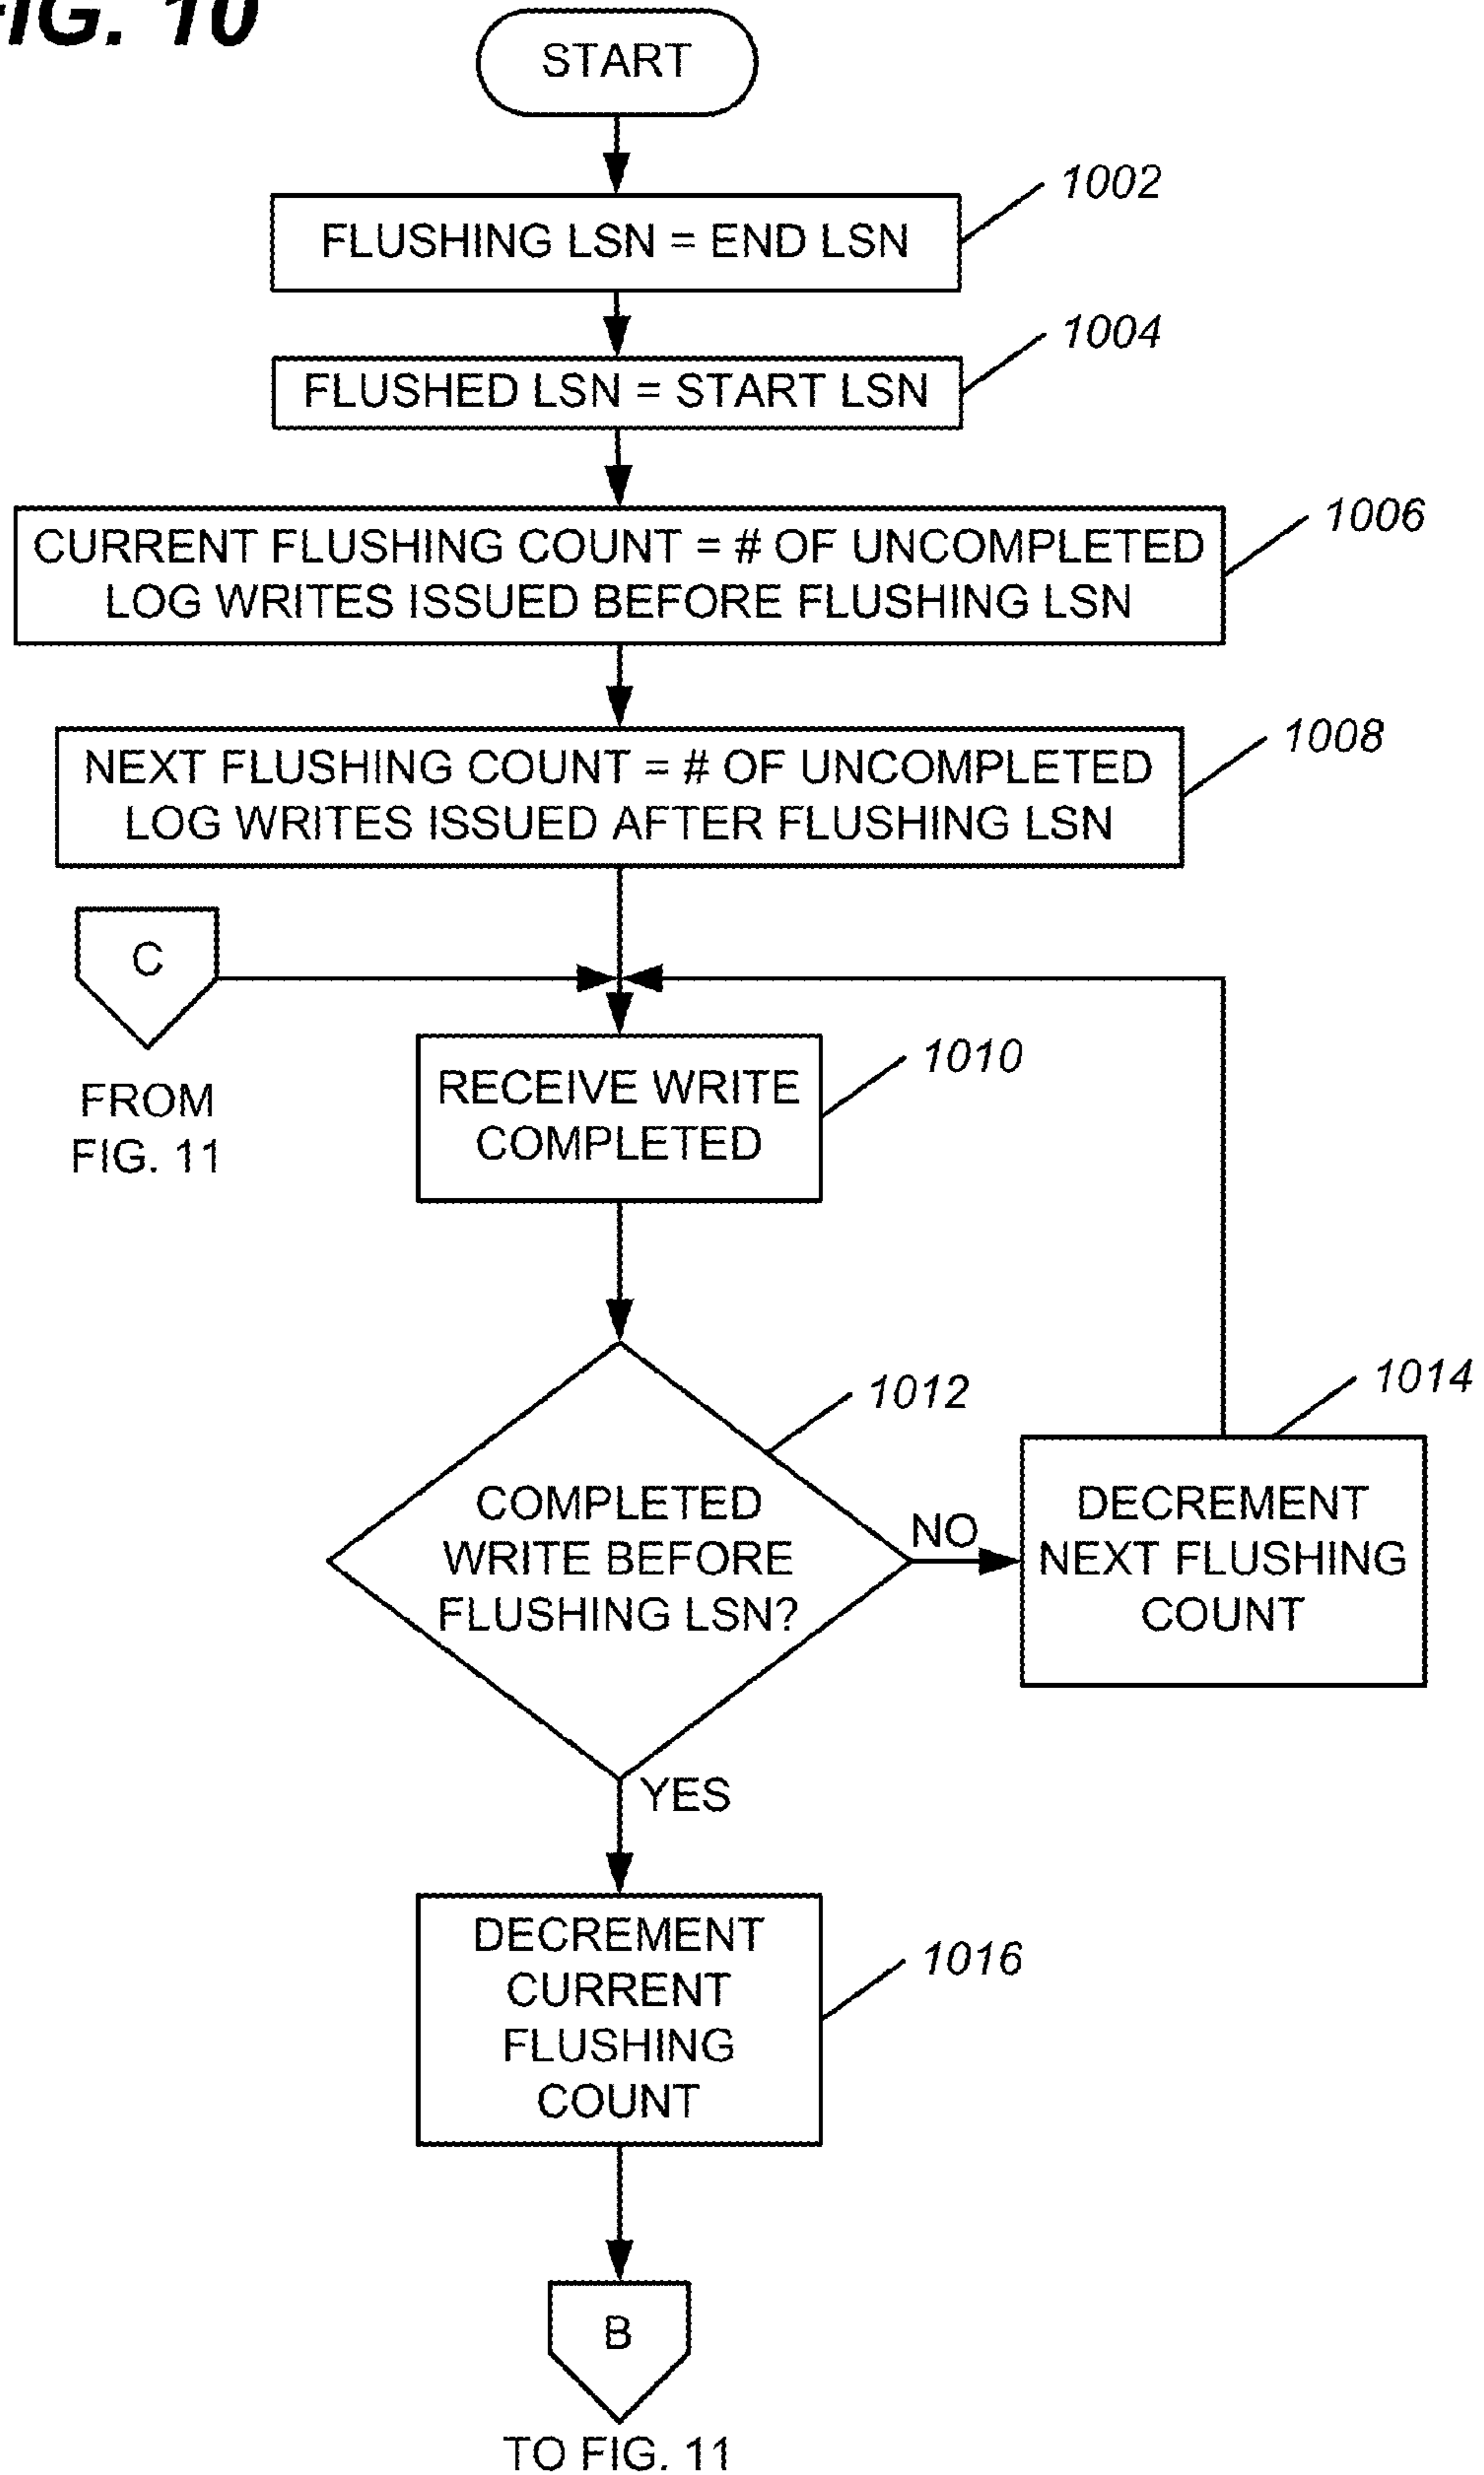 FIG. 10
START
1002
FLUSHING LSN = END LSN
1004
FLUSHED LSN = START LSN
1006
CURRENT FLUSHING COUNT = # OF UNCOMPLETED
LOG WRITES ISSUED BEFORE FLUSHING LSN
1008
NEXT FLUSHING COUNT = # OF UNCOMPLETED
LOG WRITES ISSUED AFTER FLUSHING LSN
C
FROM
FIG. 11
1010
RECEIVE WRITE
COMPLETED
1012
COMPLETED
WRITE BEFORE
FLUSHING LSN?
NO
1014
DECREMENT
NEXT FLUSHING
COUNT
YES
1016
DECREMENT
CURRENT
FLUSHING
COUNT
B
TO FIG. 11